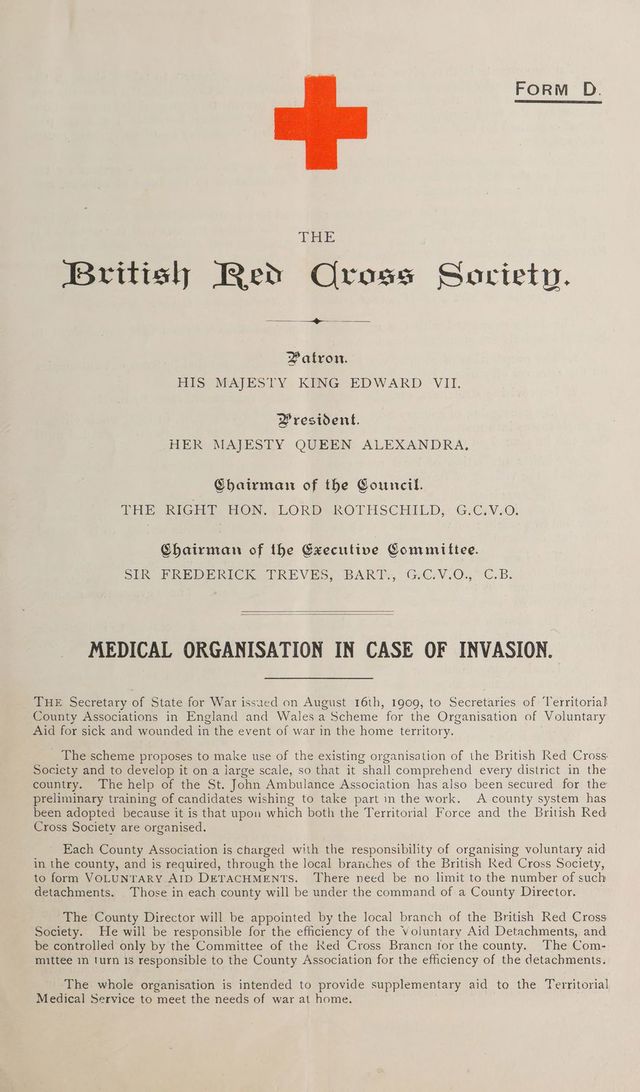 FORM D.
THE
British Red Cross Society.
Patron.
HIS MAJESTY KING EDWARD VII.
President.
HER MAJESTY QUEEN ALEXANDRA.
Chairman of the Council.
THE RIGHT HON. LORD ROTHSCHILD, G.C.V.O.
Chairman of the Executive Committee.
SIR FREDERICK TREVES, BART., G.C.V.O., C.B.
MEDICAL ORGANISATION IN CASE OF INVASION.
THE Secretary of State for War issued on August 16th, 1909, to Secretaries of Territorial
County Associations in England and Wales a Scheme for the Organisation of Voluntary
Aid for sick and wounded in the event of war in the home territory.
The scheme proposes to make use of the existing organisation of the British Red Cross
Society and to develop it on a large scale, so that it shall comprehend every district in the
country. The help of the St. John Ambulance Association has also been secured for the
preliminary training of candidates wishing to take part in the work. A county system has
been adopted because it is that upon which both the Territorial Force and the British Red
Cross Society are organised.
Each County Association is charged with the responsibility of organising voluntary aid
in the county, and is required, through the local branches of the British Red Cross Society,
to form VOLUNTARY AID DETACHMENTS. There need be no limit to the number of such
detachments. Those in each county will be under the command of a County Director.
The County Director will be appointed by the local branch of the British Red Cross
Society. He will be responsible for the efficiency of the Voluntary Aid Detachments, and
be controlled only by the Committee of the Red Cross Branch for the county. The Com-
mittee in turn is responsible to the County Association for the efficiency of the detachments.
The whole organisation is intended to provide supplementary aid to the Territorial
Medical Service to meet the needs of war at home.